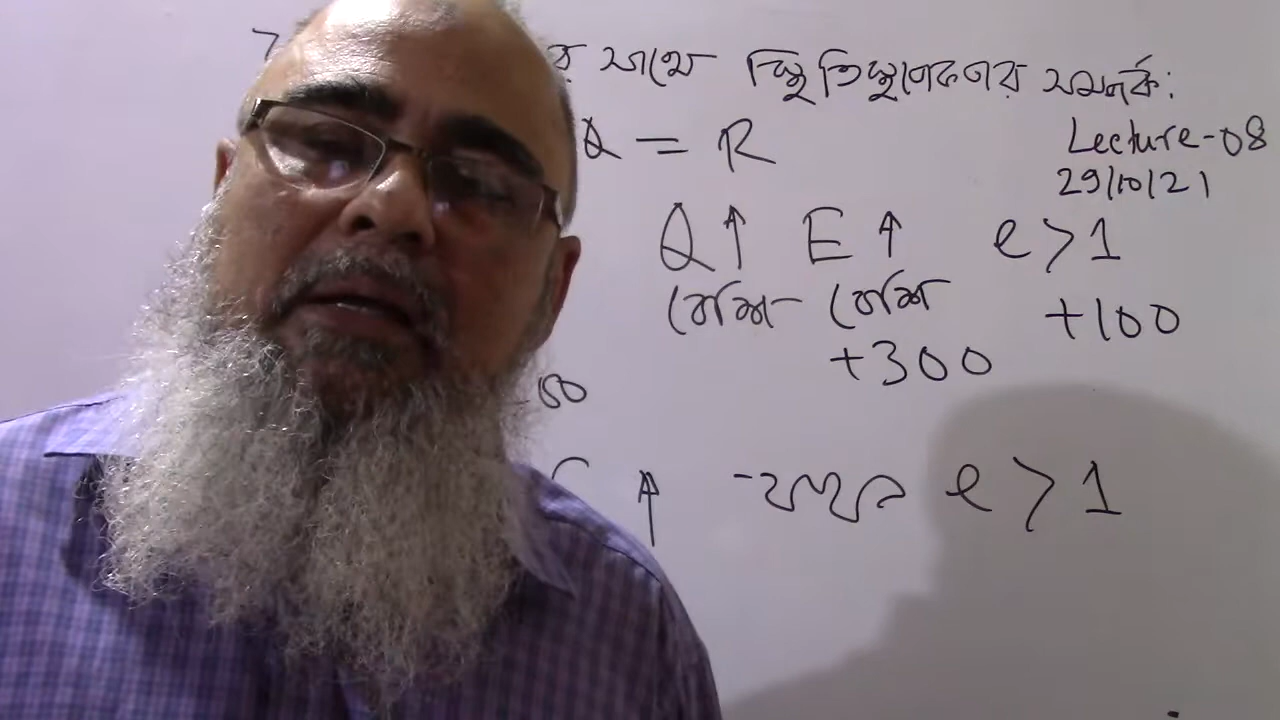 র সাথে স্থিতিস্থাপকতার সম্পর্ক:
Q = R
Lecture-08
29/10/21
Q↑ E↑ e>1
বেশি বেশি +100
+300
যখন e>1